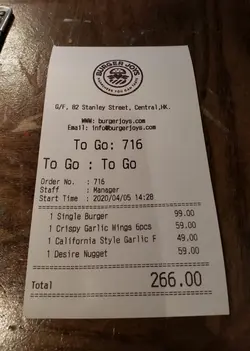 BURGER JOYS
G/F, 82 Stanley Street, Central,HK.
WWW: burgerjoys.com
Email: info@burgerjoys.com
To Go: 716
To Go : To Go
Order No. : 716
Staff : Manager
Start Time : 2020/04/05 14:28
1 Single Burger 99.00
1 Crispy Garlic Wings 6pcs 59.00
1 California Style Garlic F 49.00
1 Desire Nugget 59.00
Total 266.00